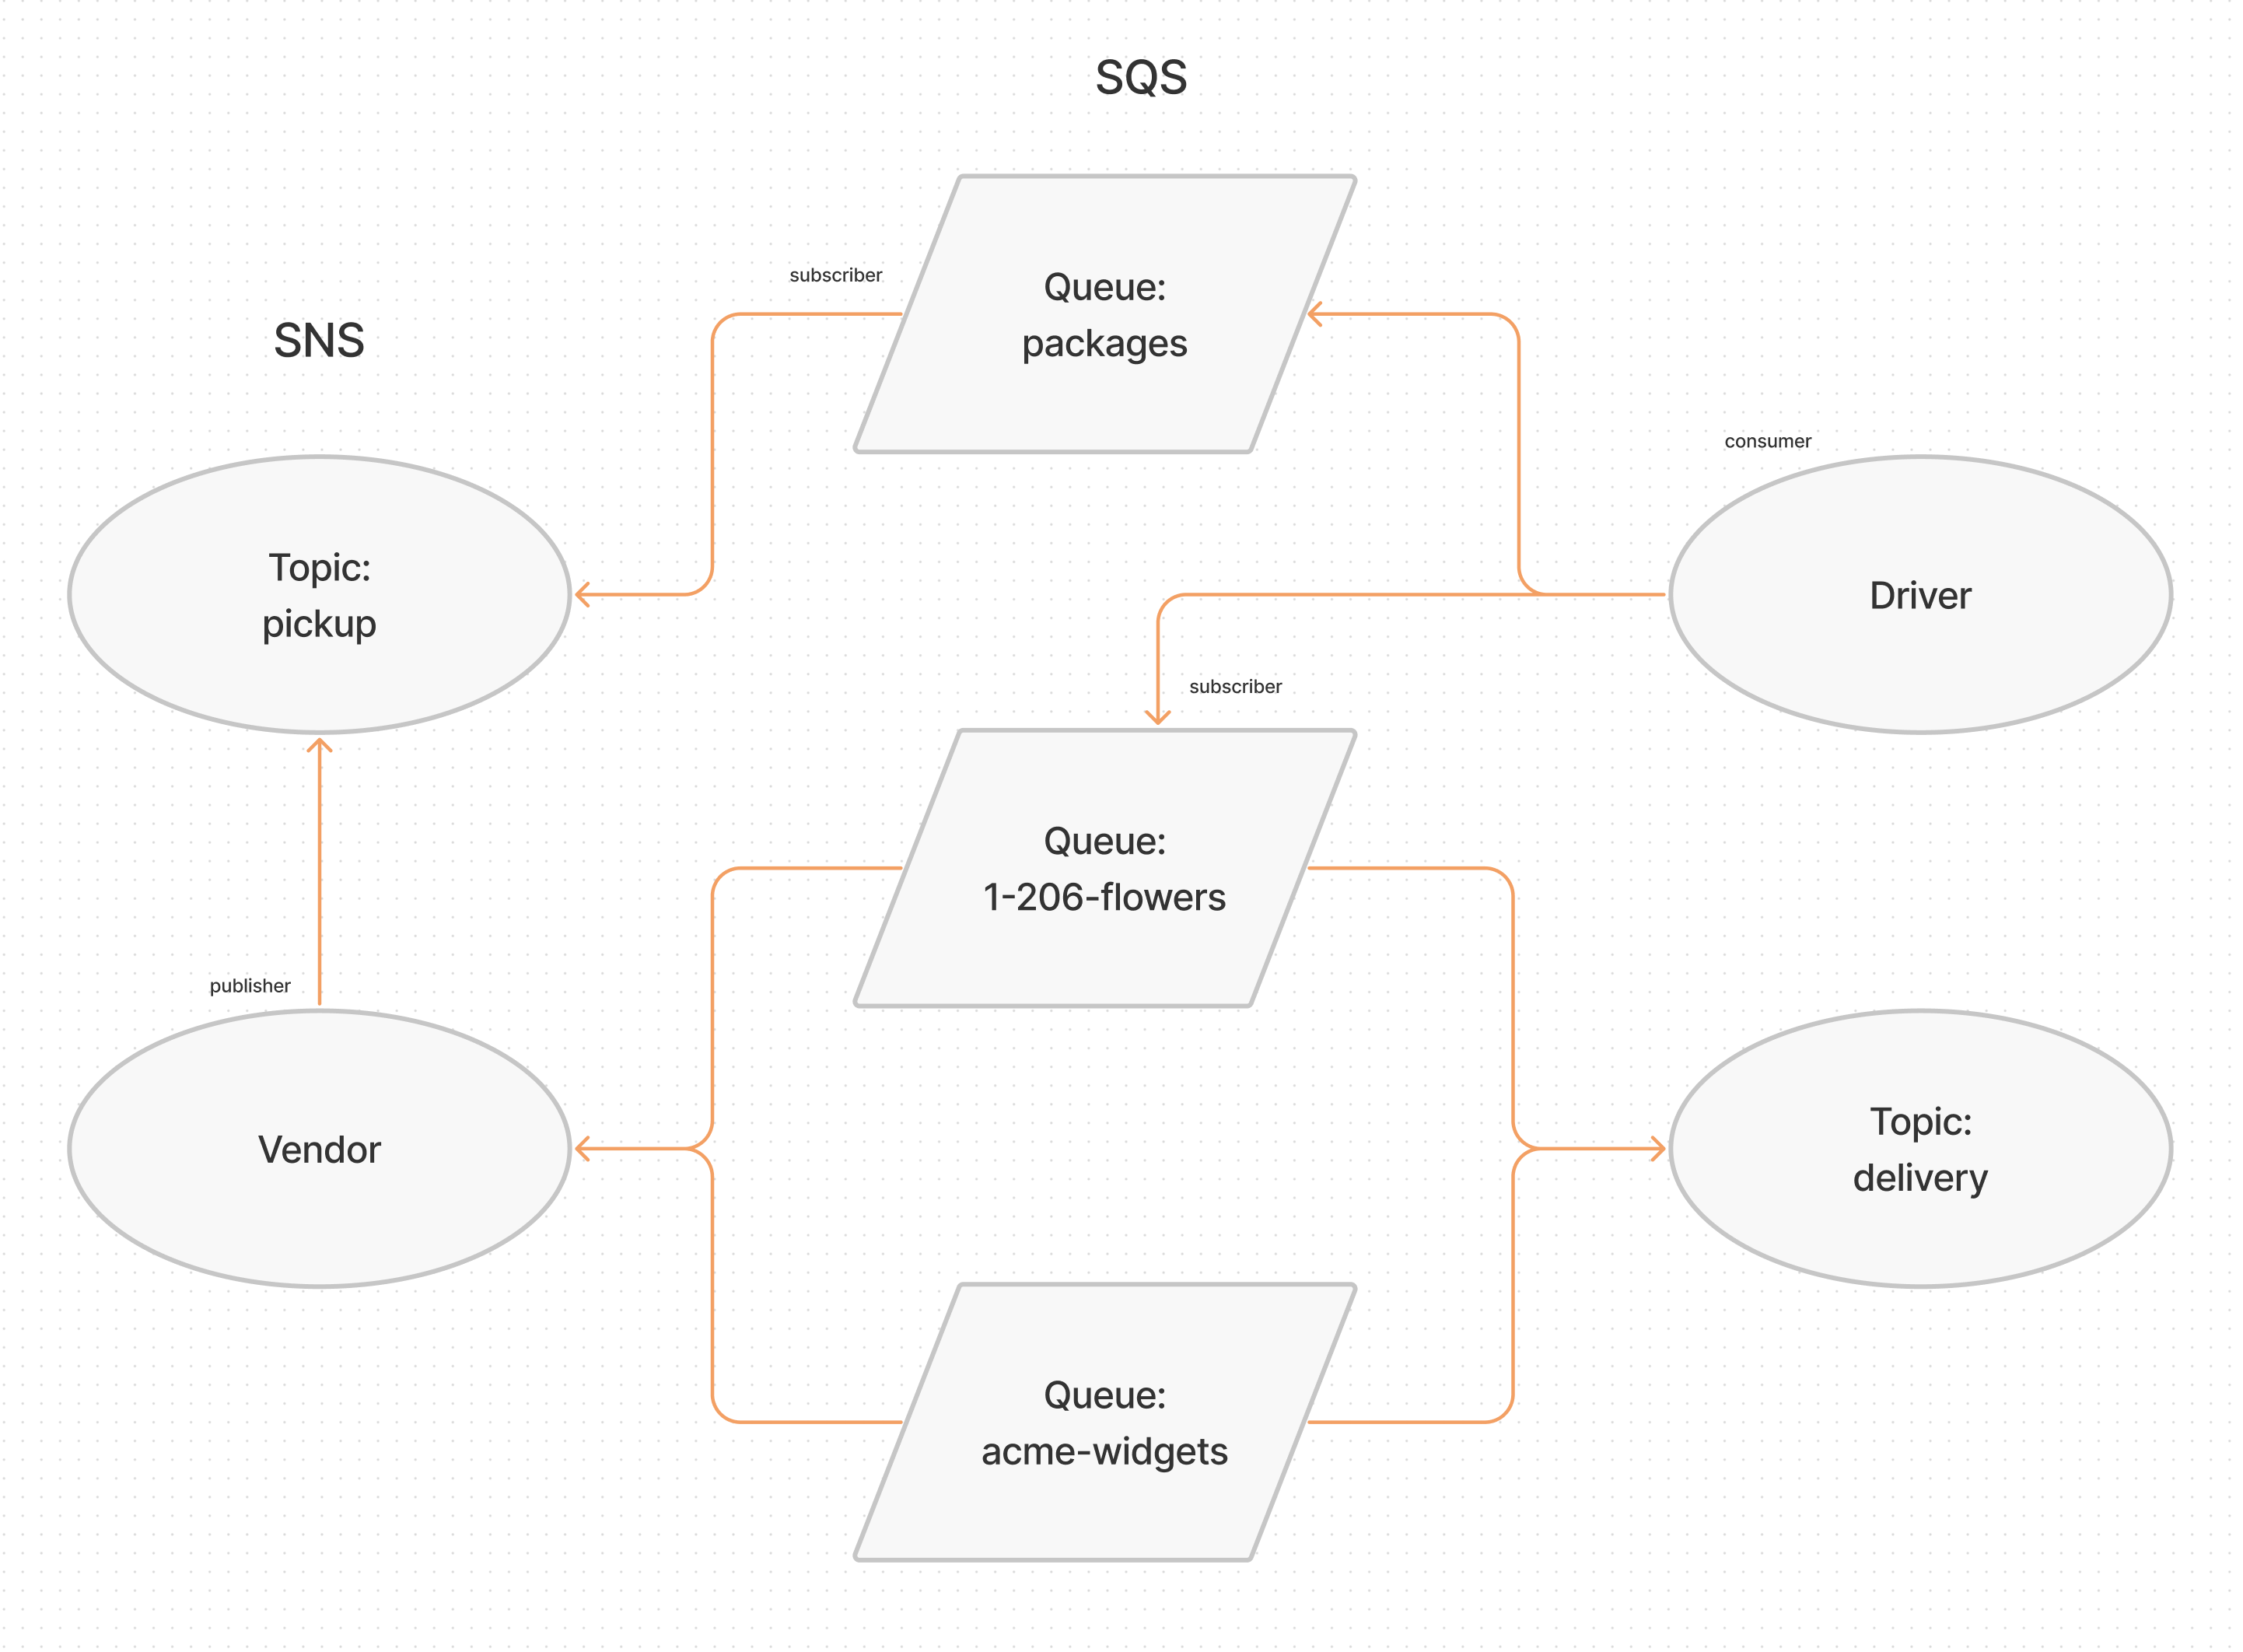 SQS
SNS
subscriber
Queue:
packages
consumer
Topic:
pickup
Driver
subscriber
Queue:
1-206-flowers
publisher
Vendor
Topic:
delivery
Queue:
acme-widgets